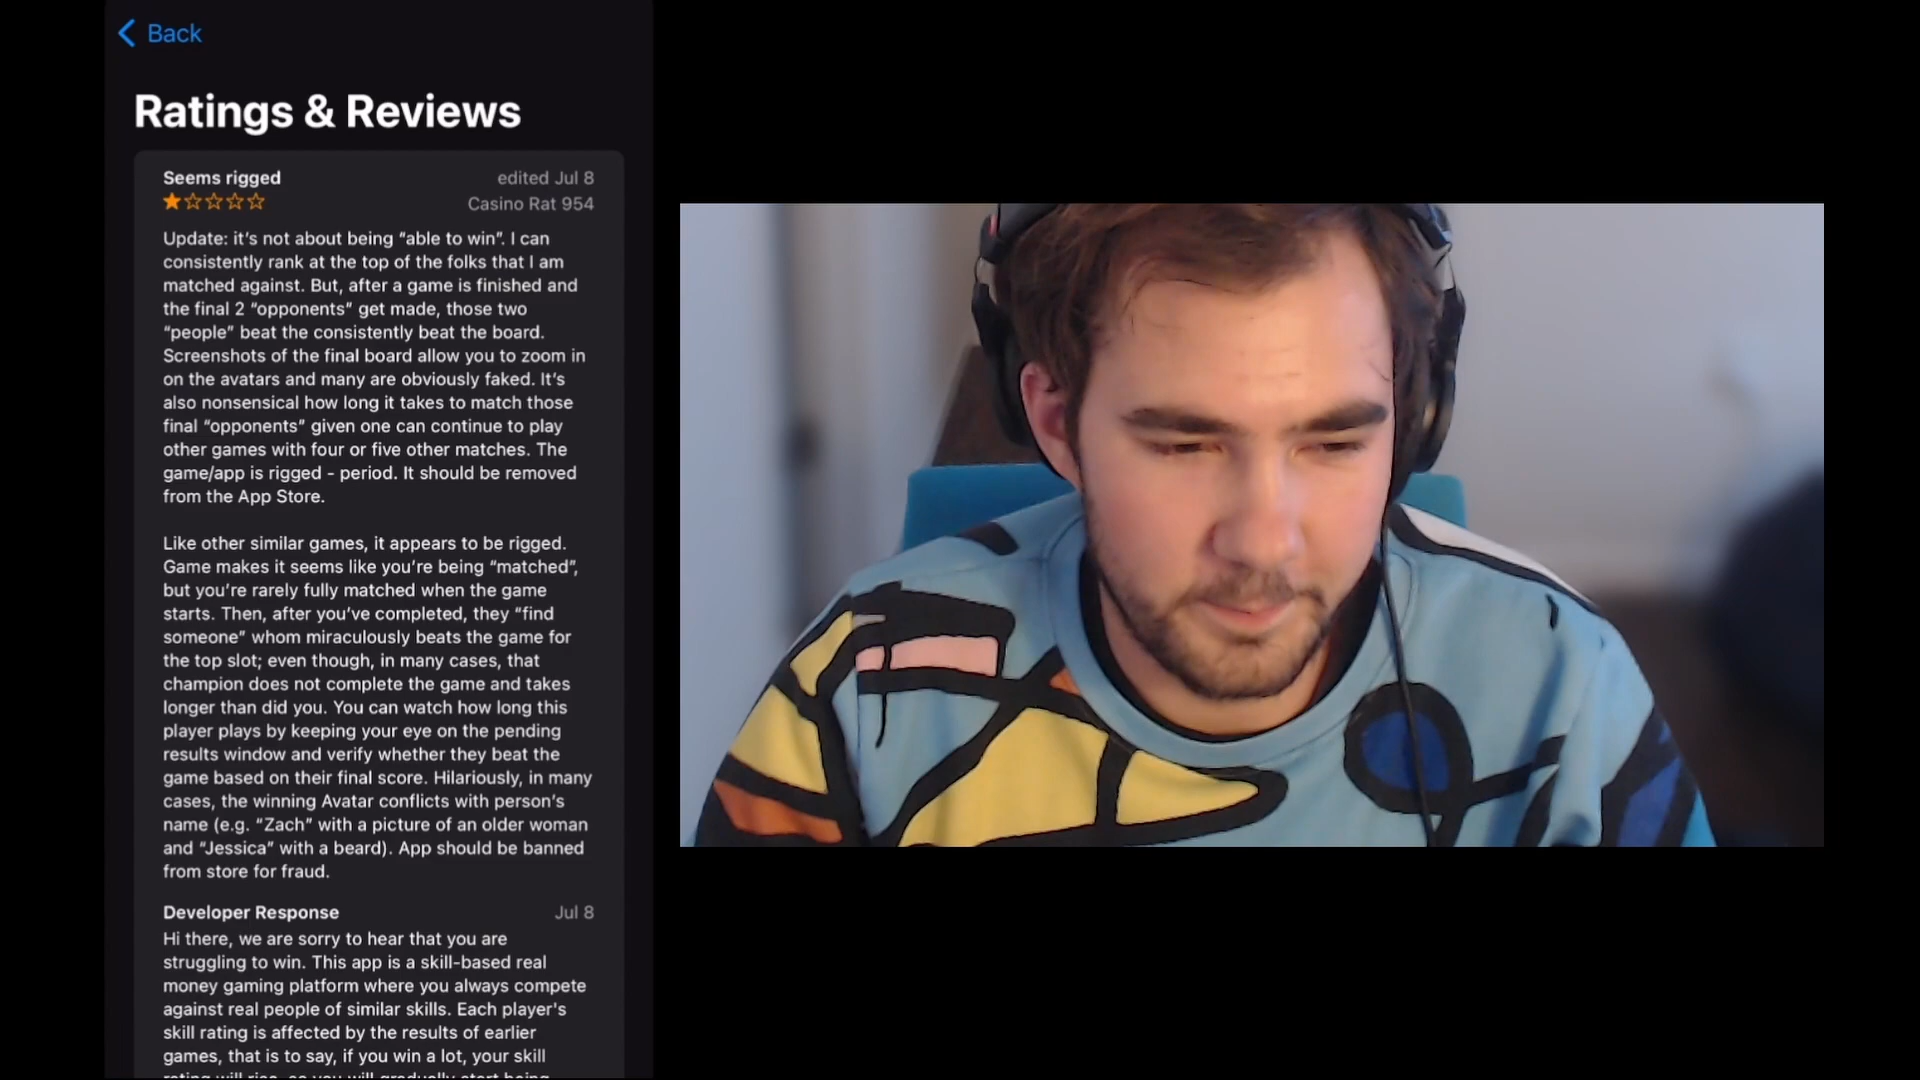 Back
Ratings & Reviews
Seems rigged
edited Jul 8
Casino Rat 954
Update: it’s not about being “able to win”. I can
consistently rank at the top of the folks that I am
matched against. But, after a game is finished and
the final 2 “opponents” get made, those two
“people” beat the consistently beat the board.
Screenshots of the final board allow you to zoom in
on the avatars and many are obviously faked. It’s
also nonsensical how long it takes to match those
final “opponents” given one can continue to play
other games with four or five other matches. The
game/app is rigged - period. It should be removed
from the App Store.
Like other similar games, it appears to be rigged.
Game makes it seems like you’re being “matched”,
but you’re rarely fully matched when the game
starts. Then, after you’ve completed, they “find
someone” whom miraculously beats the game for
the top slot; even though, in many cases, that
champion does not complete the game and takes
longer than did you. You can watch how long this
player plays by keeping your eye on the pending
results window and verify whether they beat the
game based on their final score. Hilariously, in many
cases, the winning Avatar conflicts with person’s
name (e.g. “Zach” with a picture of an older woman
and “Jessica” with a beard). App should be banned
from store for fraud.
Developer Response
Jul 8
Hi there, we are sorry to hear that you are
struggling to win. This app is a skill-based real
money gaming platform where you always compete
against real people of similar skills. Each player's
skill rating is affected by the results of earlier
games, that is to say, if you win a lot, your skill
rating will rise, so you will gradually start being